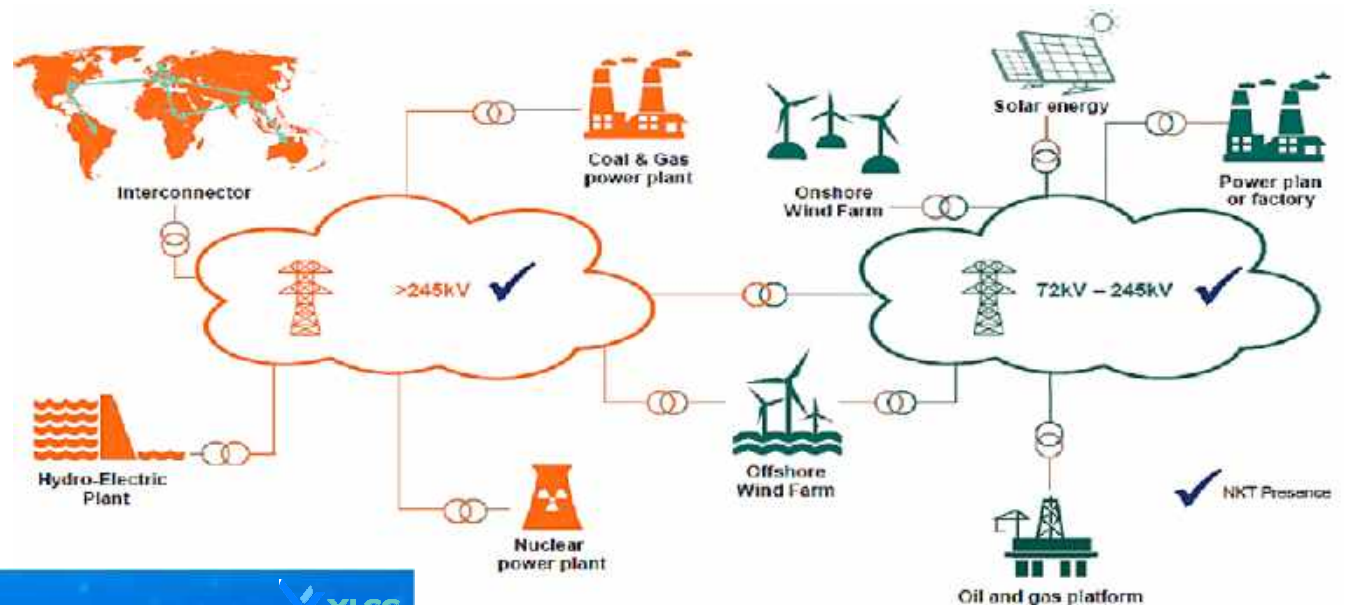 Solar energy
Coal & Gas
power plant
Power plan
or factory
Interconnector
Onshore
Wind Farm
>245kV
72kV – 245kV
Hydro-Electric
Plant
Offshore
Wind Farm
NKT Presence
Nuclear
power plant
Oil and gas platform